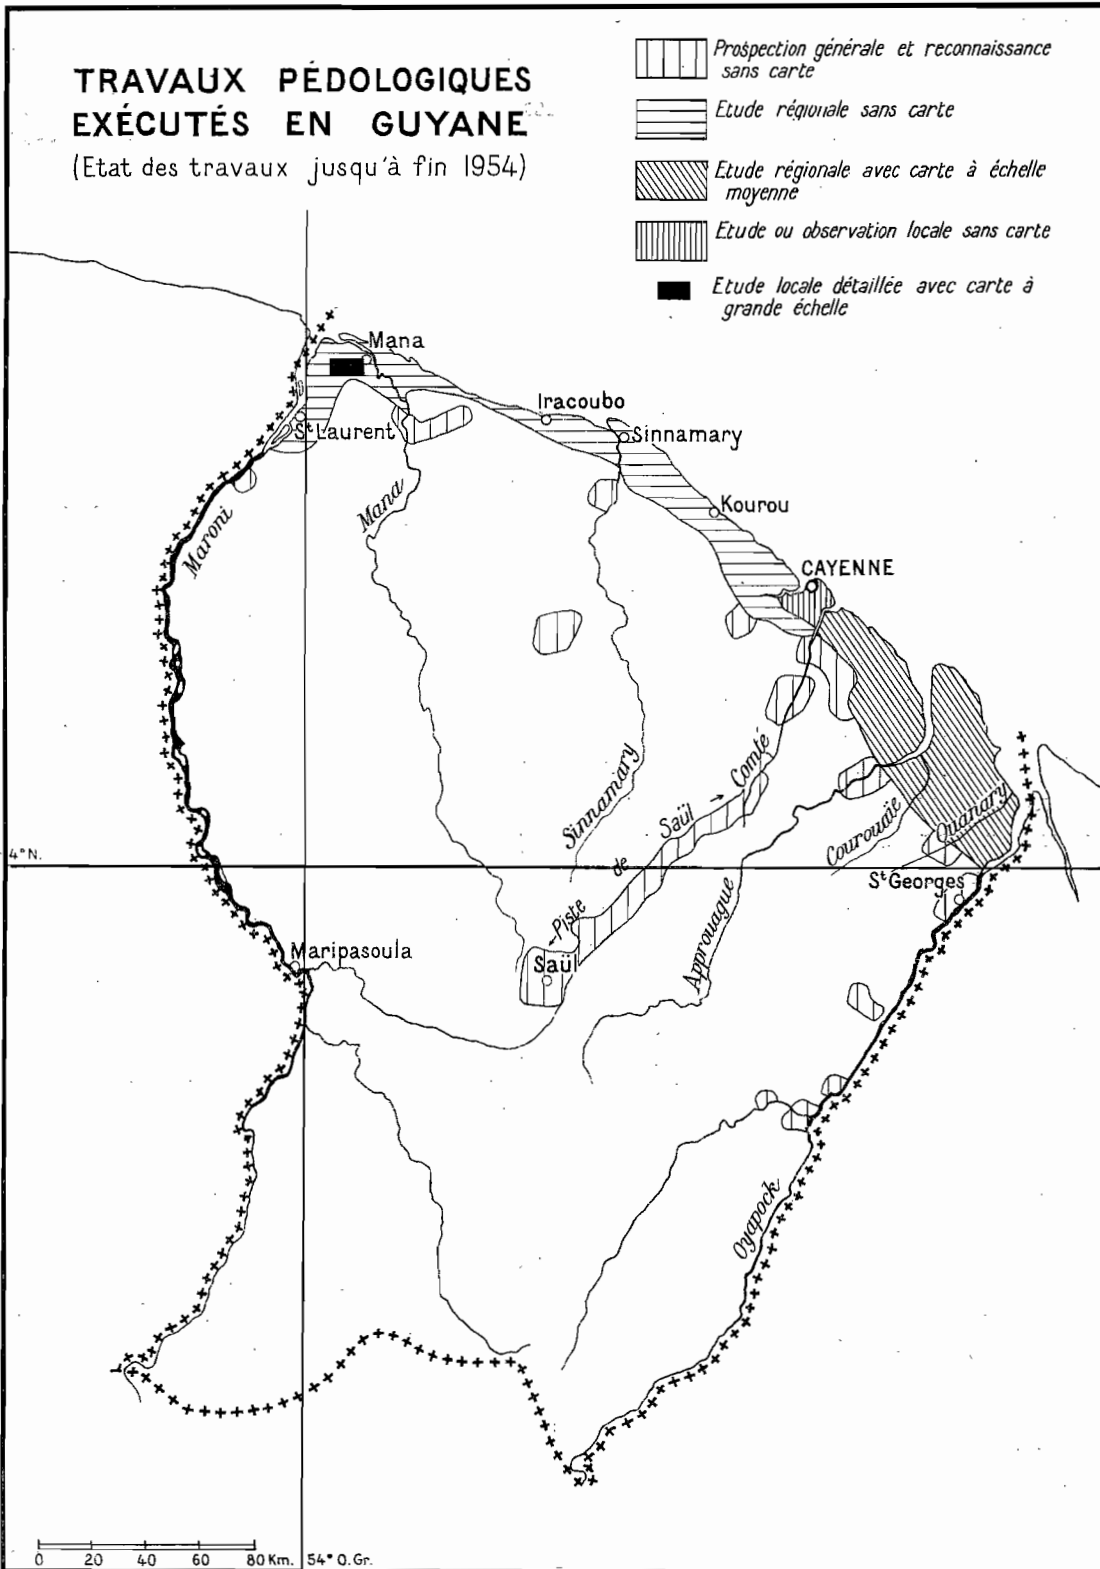 TRAVAUX PÉDOLOGIQUES
EXÉCUTÉS EN GUYANE
(Etat des travaux jusqu'à fin 1954)
Prospection générale et reconnaissance
sans carte
Etude régionale sans carte
Etude régionale avec carte à échelle
moyenne
Etude ou observation locale sans carte
Etude locale détaillée avec carte à
grande échelle
Mana
Iracoubo
St Laurent
Sinnamary
Mana
Kourou
Maroni
CAYENNE
Comté
Sinnamary
Saül
de
Piste
Courouaïe
Ouanary
4° N.
St Georges
Approuague
Maripasoula
Saül
Oyapock
0 20 40 60 80 Km.
54° O. Gr.